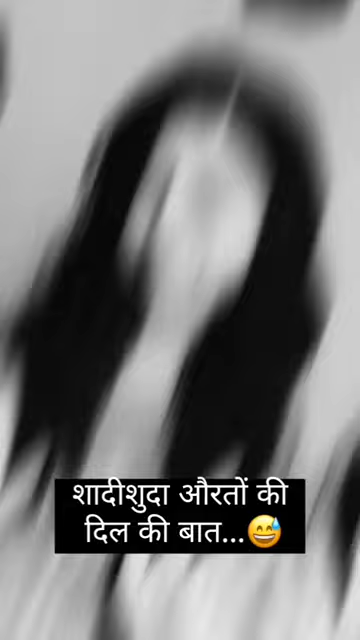 शादीशुदा औरतों की
दिल की बात...😅